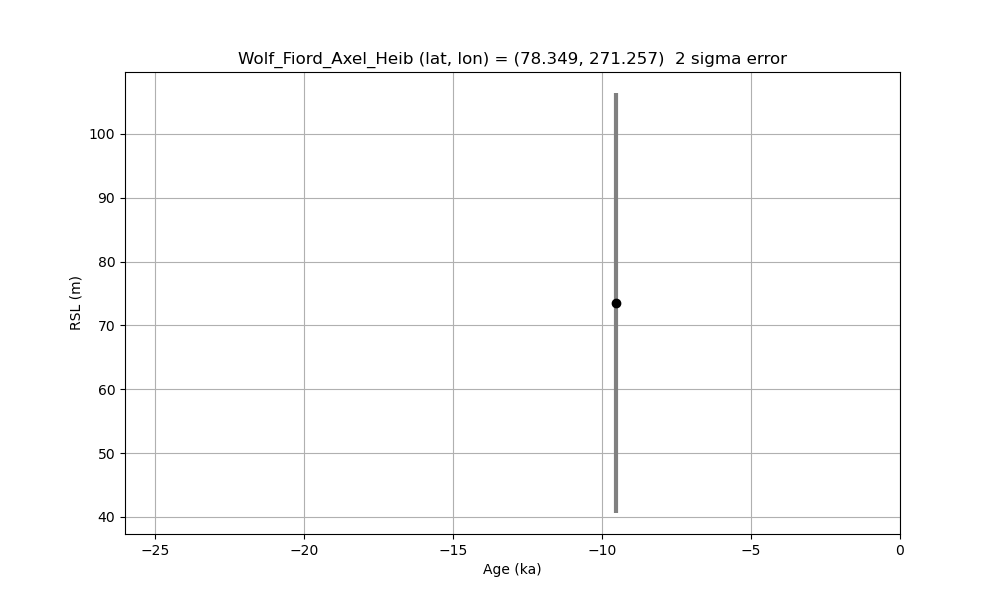 Wolf_Fiord_Axel_Heib (lat, lon) = (78.349, 271.257)  2 sigma error
RSL (m)
100
90
80
70
60
50
40
−25 −20 −15 −10 −5 0
Age (ka)